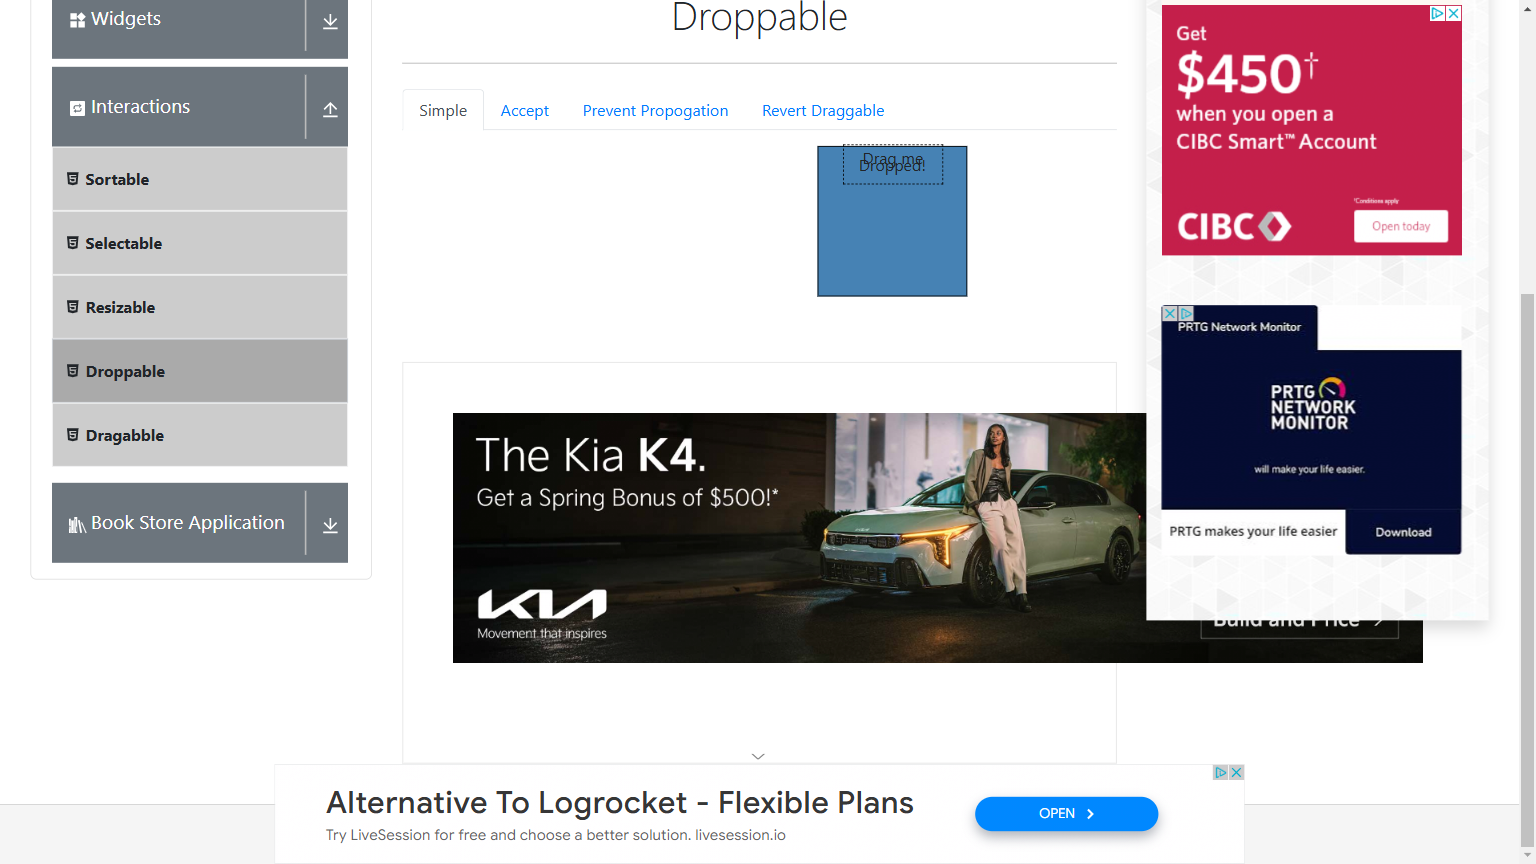 Widgets
Interactions
Sortable
Selectable
Resizable
Droppable
Dragabble
Book Store Application
Droppable
Simple
Accept
Prevent Propogation
Revert Draggable
Drag me
Dropped!
The Kia K4.
Get a Spring Bonus of $500!*
KIA
Movement that inspires
Build and Price
Get
$450†
when you open a
CIBC Smart™ Account
*Conditions apply
CIBC
Open today
PRTG Network Monitor
PRTG
NETWORK
MONITOR
will make your life easier.
PRTG makes your life easier
Download
Alternative To Logrocket - Flexible Plans
Try LiveSession for free and choose a better solution. livesession.io
OPEN